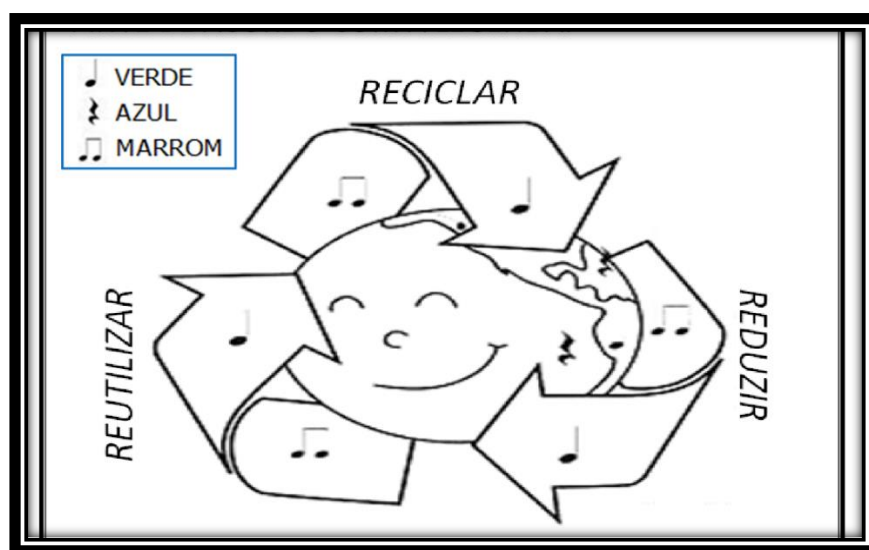 VERDE
AZUL
MARROM
RECICLAR
REUTILIZAR
REDUZIR